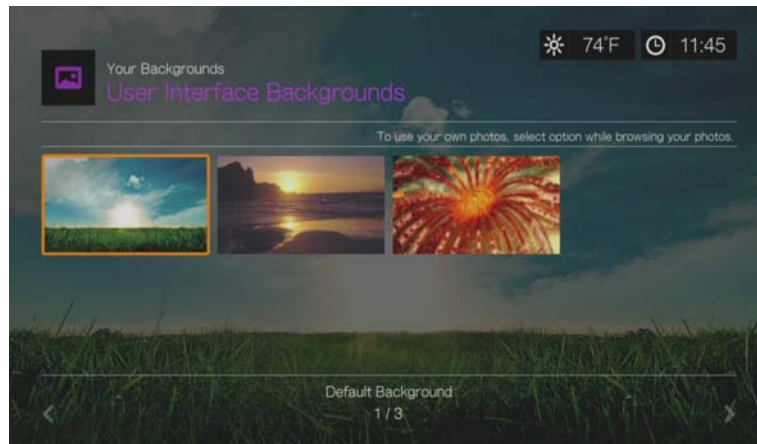 74°F 11:45
Your Backgrounds
User Interface Backgrounds
To use your own photos, select option while browsing your photos.
Default Background
1 / 3